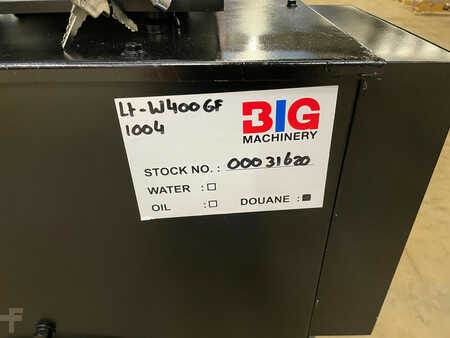 Lt-W400GF
1004
BIG
MACHINERY
STOCK NO.: 00031620
WATER : ☐
OIL : ☐ DOUANE: ■